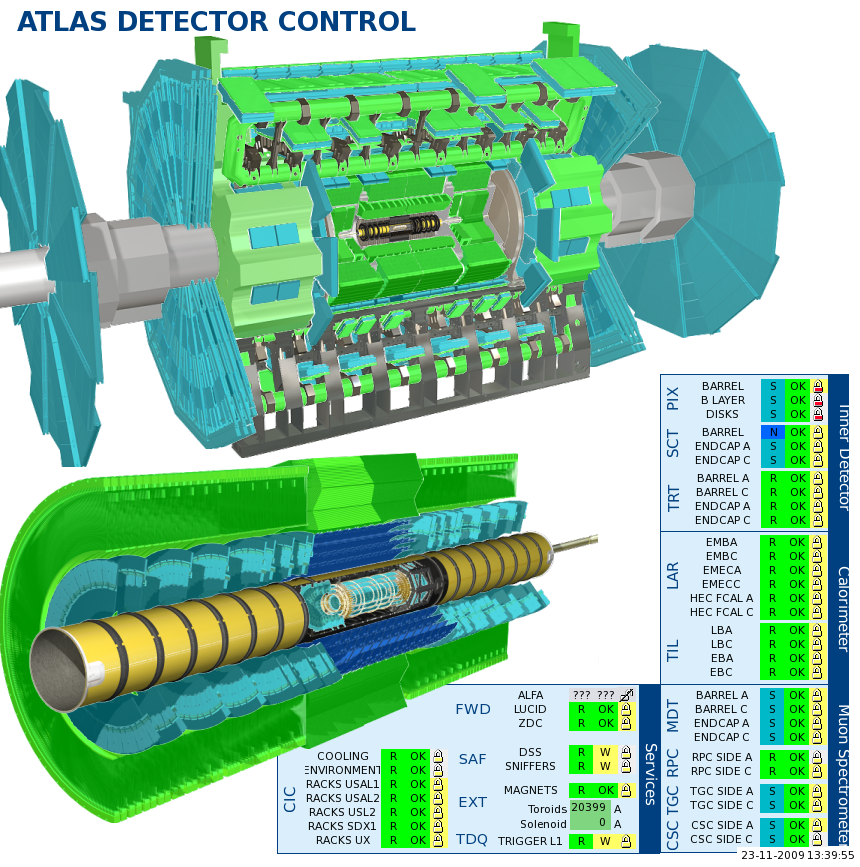 ATLAS DETECTOR CONTROL
PIX
BARREL S OK
B LAYER S OK
DISKS S OK
SCT
BARREL N OK
ENDCAP A S OK
ENDCAP C S OK
TRT
BARREL A R OK
BARREL C R OK
ENDCAP A R OK
ENDCAP C R OK
Inner Detector
LAR
EMBA R OK
EMBC R OK
EMECA R OK
EMECC R OK
HEC FCAL A R OK
HEC FCAL C R OK
TIL
LBA R OK
LBC R OK
EBA R OK
EBC R OK
Calorimeter
MDT
BARREL A S OK
BARREL C S OK
ENDCAP A S OK
ENDCAP C S OK
RPC
RPC SIDE A R OK
RPC SIDE C R OK
TGC
TGC SIDE A S OK
TGC SIDE C S OK
CSC
CSC SIDE A S OK
CSC SIDE C S OK
Muon Spectromete
FWD
ALFA ??? ???
LUCID R OK
ZDC R OK
SAF
DSS R W
SNIFFERS R W
EXT
MAGNETS R OK
Toroids 20399 A
Solenoid 0 A
TDQ
TRIGGER L1 R W
Services
CIC
COOLING R OK
ENVIRONMENT R OK
RACKS USAL1 R OK
RACKS USAL2 R OK
RACKS USL2 R OK
RACKS SDX1 R OK
RACKS UX R OK
23-11-2009 13:39:55